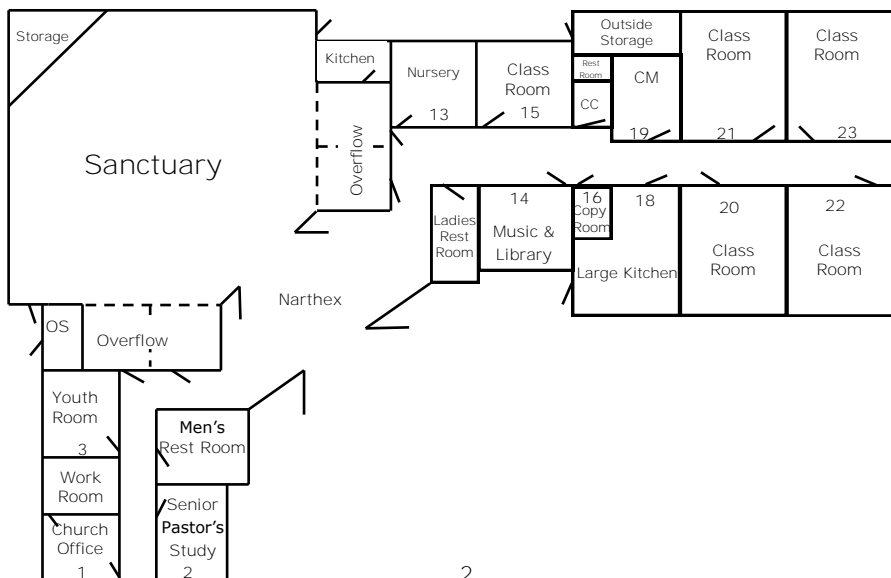 Storage
Sanctuary
Kitchen
Overflow
Nursery
13
Class
Room
15
Outside
Storage
Rest
Room
CC
CM
19
Class
Room
21
Class
Room
23
Ladies
Rest
Room
14
Music &
Library
16
Copy
Room
18
Large Kitchen
20
Class
Room
22
Class
Room
Narthex
OS
Overflow
Youth
Room
3
Work
Room
Church
Office
1
Men's
Rest Room
Senior
Pastor's
Study
2
2